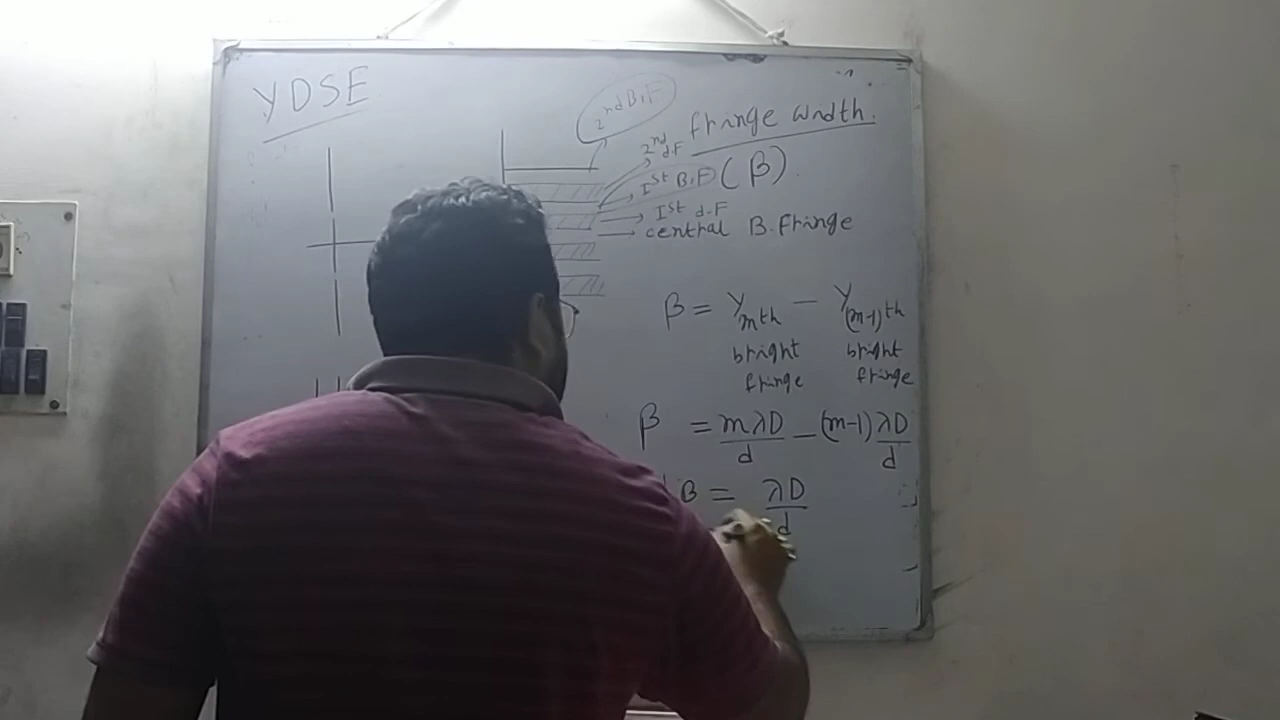 YDSE
2nd B.F
fringe width.
2nd d.F
Ist B.F (β)
Ist d.F
central B. fringe
β = Y mth − Y (m-1)th
bright bright
fringe fringe
β = mλD/d − (m-1) λD/d
β = λD/d